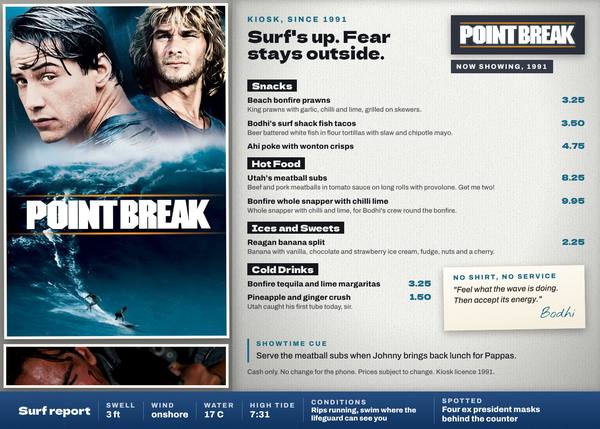 POINT BREAK
KIOSK, SINCE 1991
Surf's up. Fear
stays outside.
POINT BREAK
NOW SHOWING, 1991
Snacks
Beach bonfire prawns 3.25
King prawns with garlic, chilli and lime, grilled on skewers.
Bodhi's surf shack fish tacos 3.50
Beer battered white fish in flour tortillas with slaw and chipotle mayo.
Ahi poke with wonton crisps 4.75
Hot Food
Utah's meatball subs 8.25
Beef and pork meatballs in tomato sauce on long rolls with provolone. Get me two!
Bonfire whole snapper with chilli lime 9.95
Whole snapper with chilli and lime, for Bodhi's crew round the bonfire.
Ices and Sweets
Reagan banana split 2.25
Banana with vanilla, chocolate and strawberry ice cream, fudge, nuts and a cherry.
Cold Drinks
Bonfire tequila and lime margaritas 3.25
Pineapple and ginger crush 1.50
Utah caught his first tube today, sir.
NO SHIRT, NO SERVICE
"Feel what the wave is doing.
Then accept its energy."
Bodhi
SHOWTIME CUE
Serve the meatball subs when Johnny brings back lunch for Pappas.
Cash only. No change for the phone. Prices subject to change. Kiosk licence 1991.
Surf report
SWELL
3 ft
WIND
onshore
WATER
17 C
HIGH TIDE
7:31
CONDITIONS
Rips running, swim where the
lifeguard can see you
SPOTTED
Four ex president masks
behind the counter